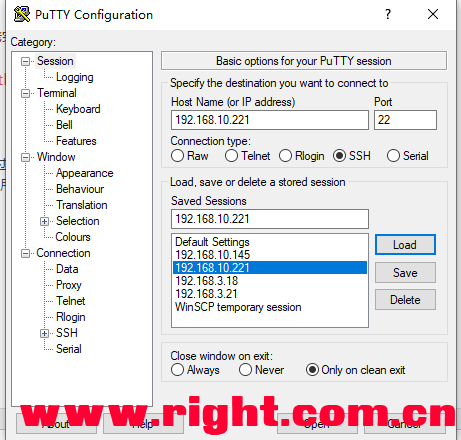 PuTTY Configuration
Category:
Session
Logging
Terminal
Keyboard
Bell
Features
Window
Appearance
Behaviour
Translation
Selection
Colours
Connection
Data
Proxy
Telnet
Rlogin
SSH
Serial
Basic options for your PuTTY session
Specify the destination you want to connect to
Host Name (or IP address) Port
192.168.10.221 22
Connection type:
Raw Telnet Rlogin SSH Serial
Load, save or delete a stored session
Saved Sessions
192.168.10.221
Default Settings
192.168.10.145
192.168.10.221
192.168.3.18
192.168.3.21
WinSCP temporary session
Load
Save
Delete
Close window on exit:
Always Never Only on clean exit
www.right.com.cn
About Help Open Cancel